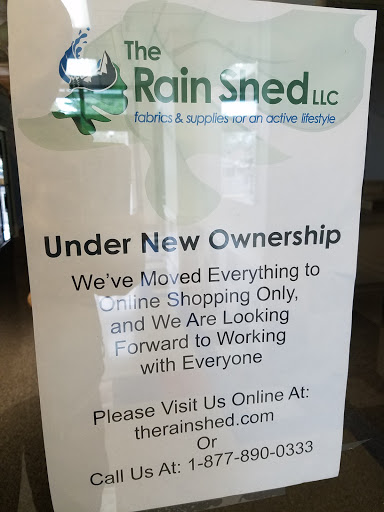 The
Rain Shed LLC
fabrics & supplies for an active lifestyle
Under New Ownership
We've Moved Everything to
Online Shopping Only,
and We Are Looking
Forward to Working
with Everyone
Please Visit Us Online At:
therainshed.com
Or
Call Us At: 1-877-890-0333